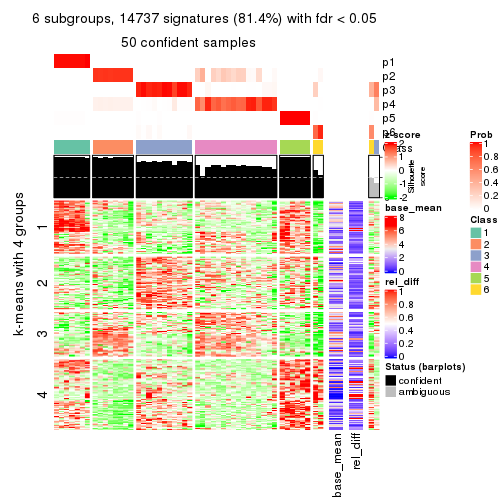 6 subgroups, 14737 signatures (81.4%) with fdr < 0.05
50 confident samples
p1
p2
p3
p4
p5
p6
Class
z-score
2
1
0
-1
-2
Silhouette
score
base_mean
8
6
4
2
0
rel_diff
1
0.8
0.6
0.4
0.2
0
Status (barplots)
confident
ambiguous
Prob
1
0.8
0.6
0.4
0.2
0
Class
1
2
3
4
5
6
k-means with 4 groups
1
2
3
4
base_mean
rel_diff